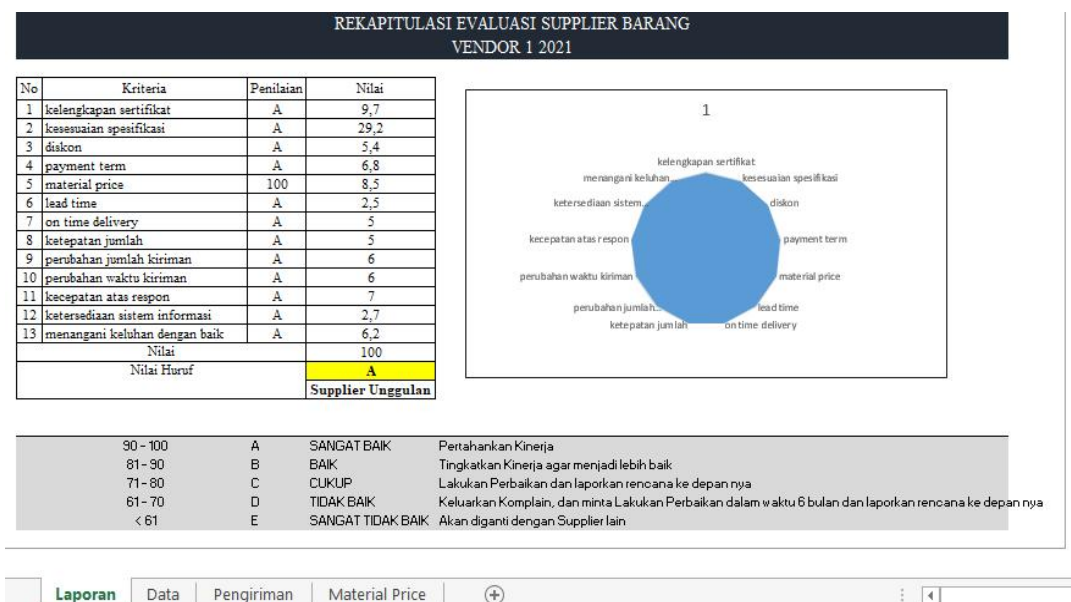 REKAPITULASI EVALUASI SUPPLIER BARANG
VENDOR 1 2021
No Kriteria Penilaian Nilai
1 kelengkapan sertifikat A 9,7
2 kesesuaian spesifikasi A 29,2
3 diskon A 5,4
4 payment term A 6,8
5 material price 100 8,5
6 lead time A 2,5
7 on time delivery A 5
8 ketepatan jumlah A 5
9 perubahan jumlah kiriman A 6
10 perubahan waktu kiriman A 6
11 kecepatan atas respon A 7
12 ketersediaan sistem informasi A 2,7
13 menangani keluhan dengan baik A 6,2
Nilai 100
Nilai Huruf A
Supplier Unggulan
1
kelengkapan sertifikat
menangani keluhan... kesesuaian spesifikasi
ketersediaan sistem... diskon
kecepatan atas respon payment term
perubahan waktu kiriman material price
perubahan jumlah... lead time
ketepatan jumlah on time delivery
90 - 100 A SANGAT BAIK Pertahankan Kinerja
81 - 90 B BAIK Tingkatkan Kinerja agar menjadi lebih baik
71 - 80 C CUKUP Lakukan Perbaikan dan laporkan rencana ke depan nya
61 - 70 D TIDAK BAIK Keluarkan Komplain, dan minta Lakukan Perbaikan dalam waktu 6 bulan dan laporkan rencana ke depan nya
< 61 E SANGAT TIDAK BAIK Akan diganti dengan Supplier lain
Laporan Data Pengiriman Material Price